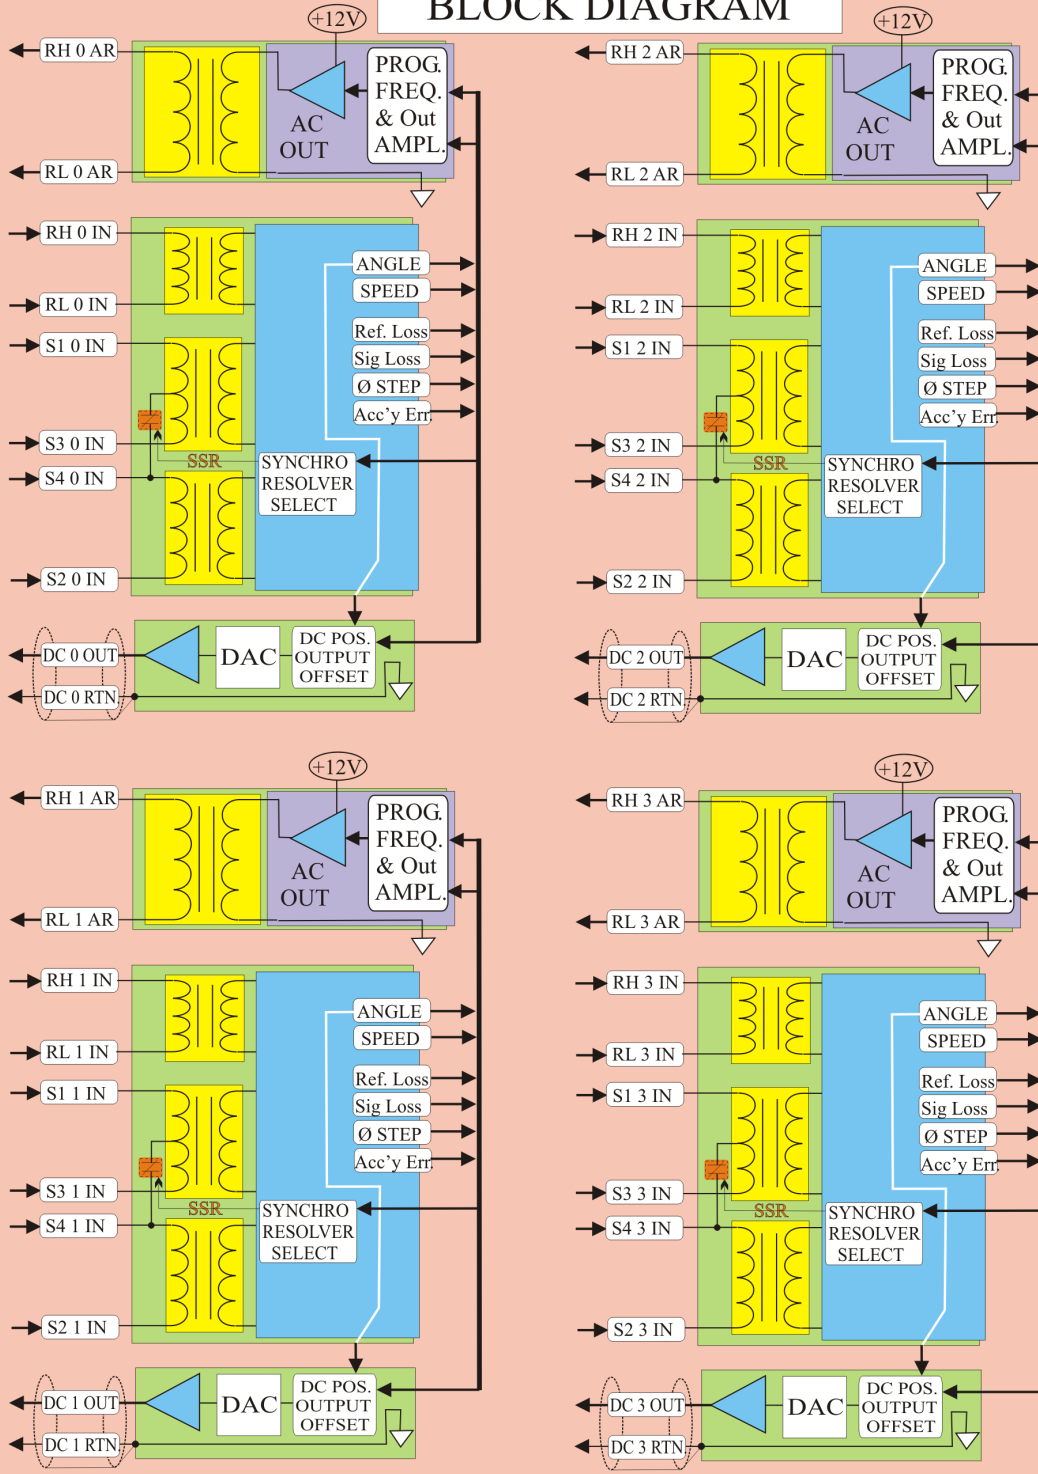 BLOCK DIAGRAM
+12V
RH 0 AR
PROG.
FREQ.
& Out
AMPL.
AC
OUT
RL 0 AR
RH 0 IN
ANGLE
SPEED
RL 0 IN
Ref. Loss
S1 0 IN
Sig Loss
Ø STEP
Acc'y Err.
S3 0 IN
SSR
S4 0 IN
SYNCHRO
RESOLVER
SELECT
S2 0 IN
DC 0 OUT
DAC
DC POS.
OUTPUT
OFFSET
DC 0 RTN
+12V
RH 2 AR
PROG.
FREQ.
& Out
AMPL.
AC
OUT
RL 2 AR
RH 2 IN
ANGLE
SPEED
RL 2 IN
Ref. Loss
S1 2 IN
Sig Loss
Ø STEP
Acc'y Err.
S3 2 IN
SSR
S4 2 IN
SYNCHRO
RESOLVER
SELECT
S2 2 IN
DC 2 OUT
DAC
DC POS.
OUTPUT
OFFSET
DC 2 RTN
+12V
RH 1 AR
PROG.
FREQ.
& Out
AMPL.
AC
OUT
RL 1 AR
RH 1 IN
ANGLE
SPEED
RL 1 IN
Ref. Loss
S1 1 IN
Sig Loss
Ø STEP
Acc'y Err.
S3 1 IN
SSR
S4 1 IN
SYNCHRO
RESOLVER
SELECT
S2 1 IN
DC 1 OUT
DAC
DC POS.
OUTPUT
OFFSET
DC 1 RTN
+12V
RH 3 AR
PROG.
FREQ.
& Out
AMPL.
AC
OUT
RL 3 AR
RH 3 IN
ANGLE
SPEED
RL 3 IN
Ref. Loss
S1 3 IN
Sig Loss
Ø STEP
Acc'y Err.
S3 3 IN
SSR
S4 3 IN
SYNCHRO
RESOLVER
SELECT
S2 3 IN
DC 3 OUT
DAC
DC POS.
OUTPUT
OFFSET
DC 3 RTN